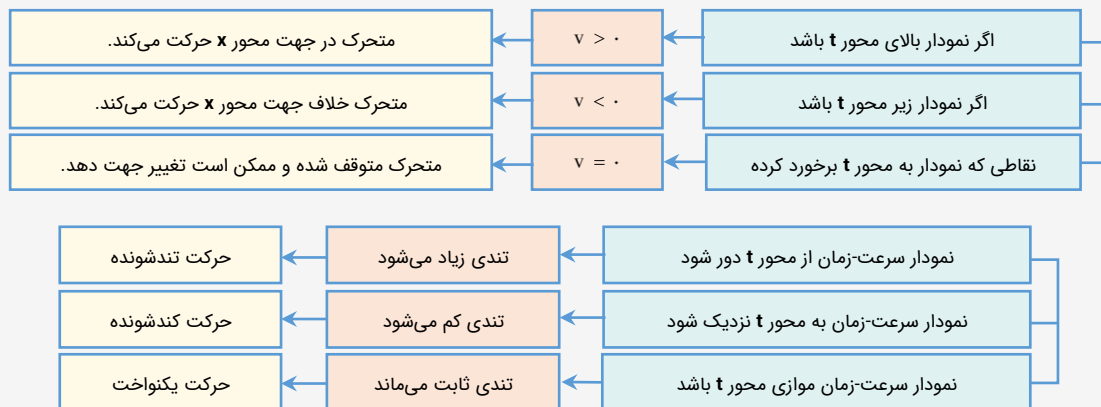 اگر نمودار بالای محور t باشد
v > ۰
متحرک در جهت محور x حرکت می‌کند.
اگر نمودار زیر محور t باشد
v < ۰
متحرک خلاف جهت محور x حرکت می‌کند.
نقاطی که نمودار به محور t برخورد کرده
v = ۰
متحرک متوقف شده و ممکن است تغییر جهت دهد.
نمودار سرعت-زمان از محور t دور شود
تندی زیاد می‌شود
حرکت تندشونده
نمودار سرعت-زمان به محور t نزدیک شود
تندی کم می‌شود
حرکت کندشونده
نمودار سرعت-زمان موازی محور t باشد
تندی ثابت می‌ماند
حرکت یکنواخت